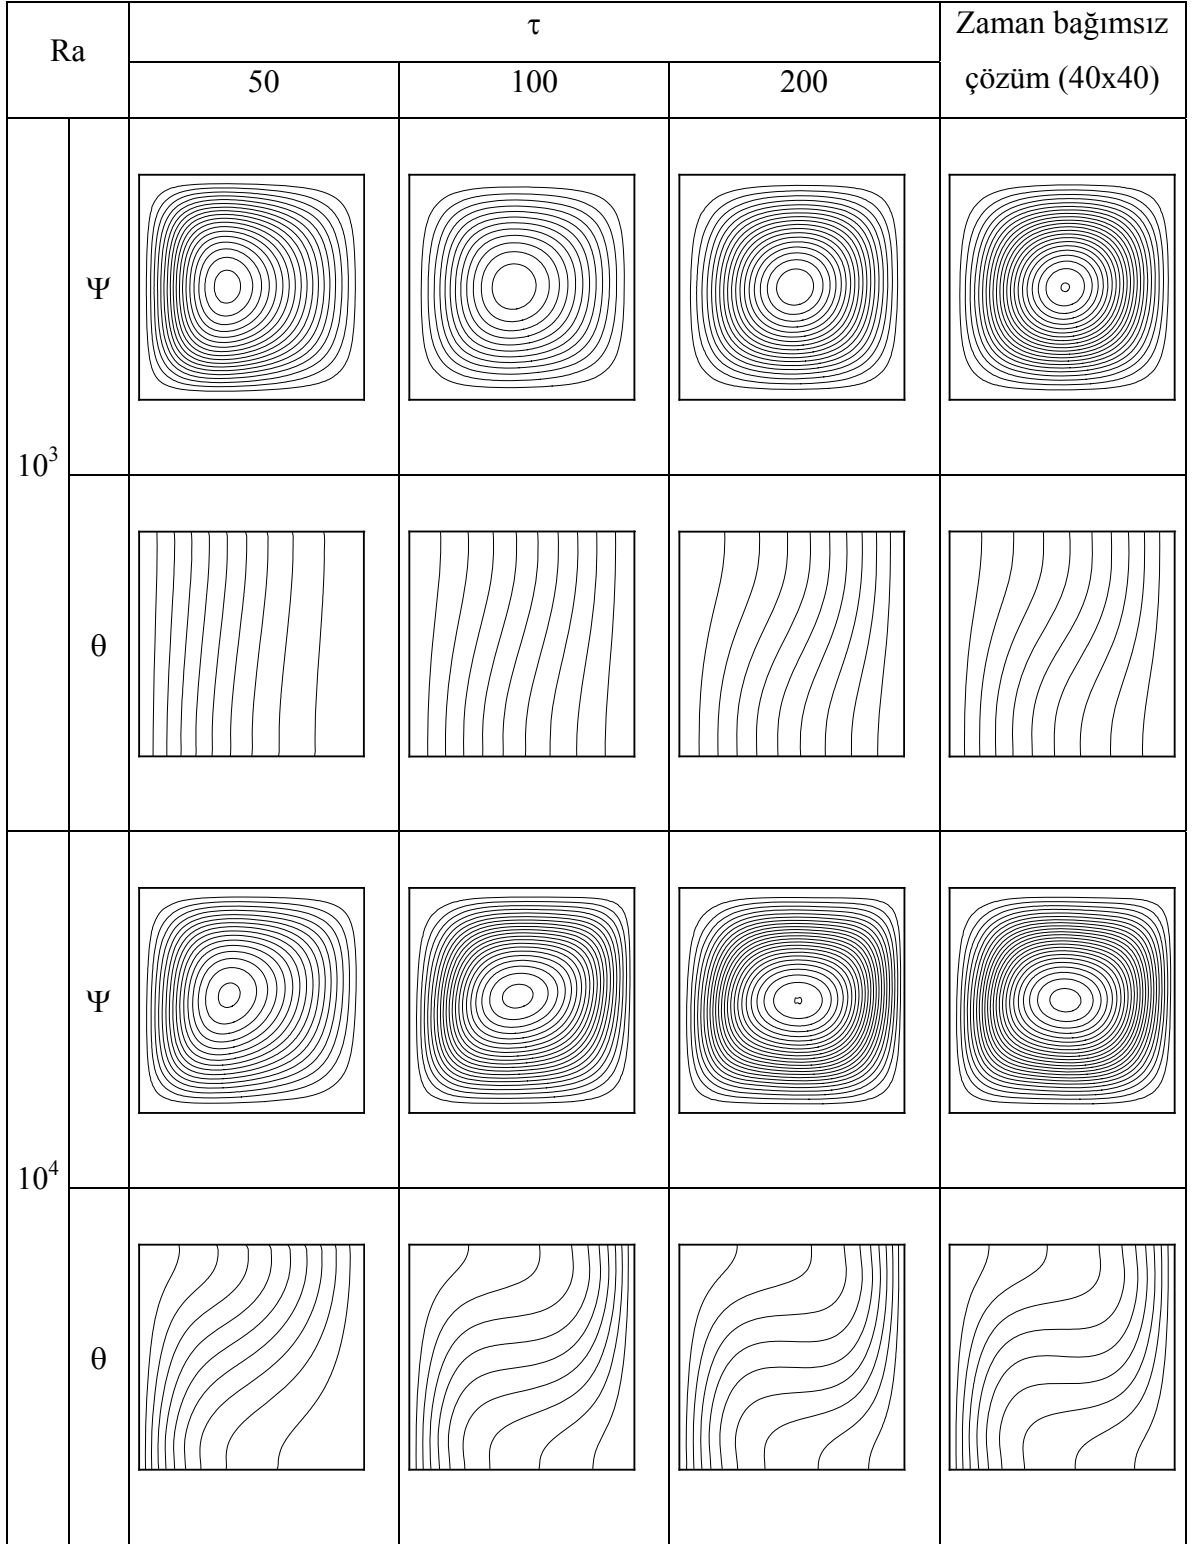 Ra
τ
Zaman bağımsız
çözüm (40x40)
50
100
200
10³
Ψ
θ
10⁴
Ψ
θ